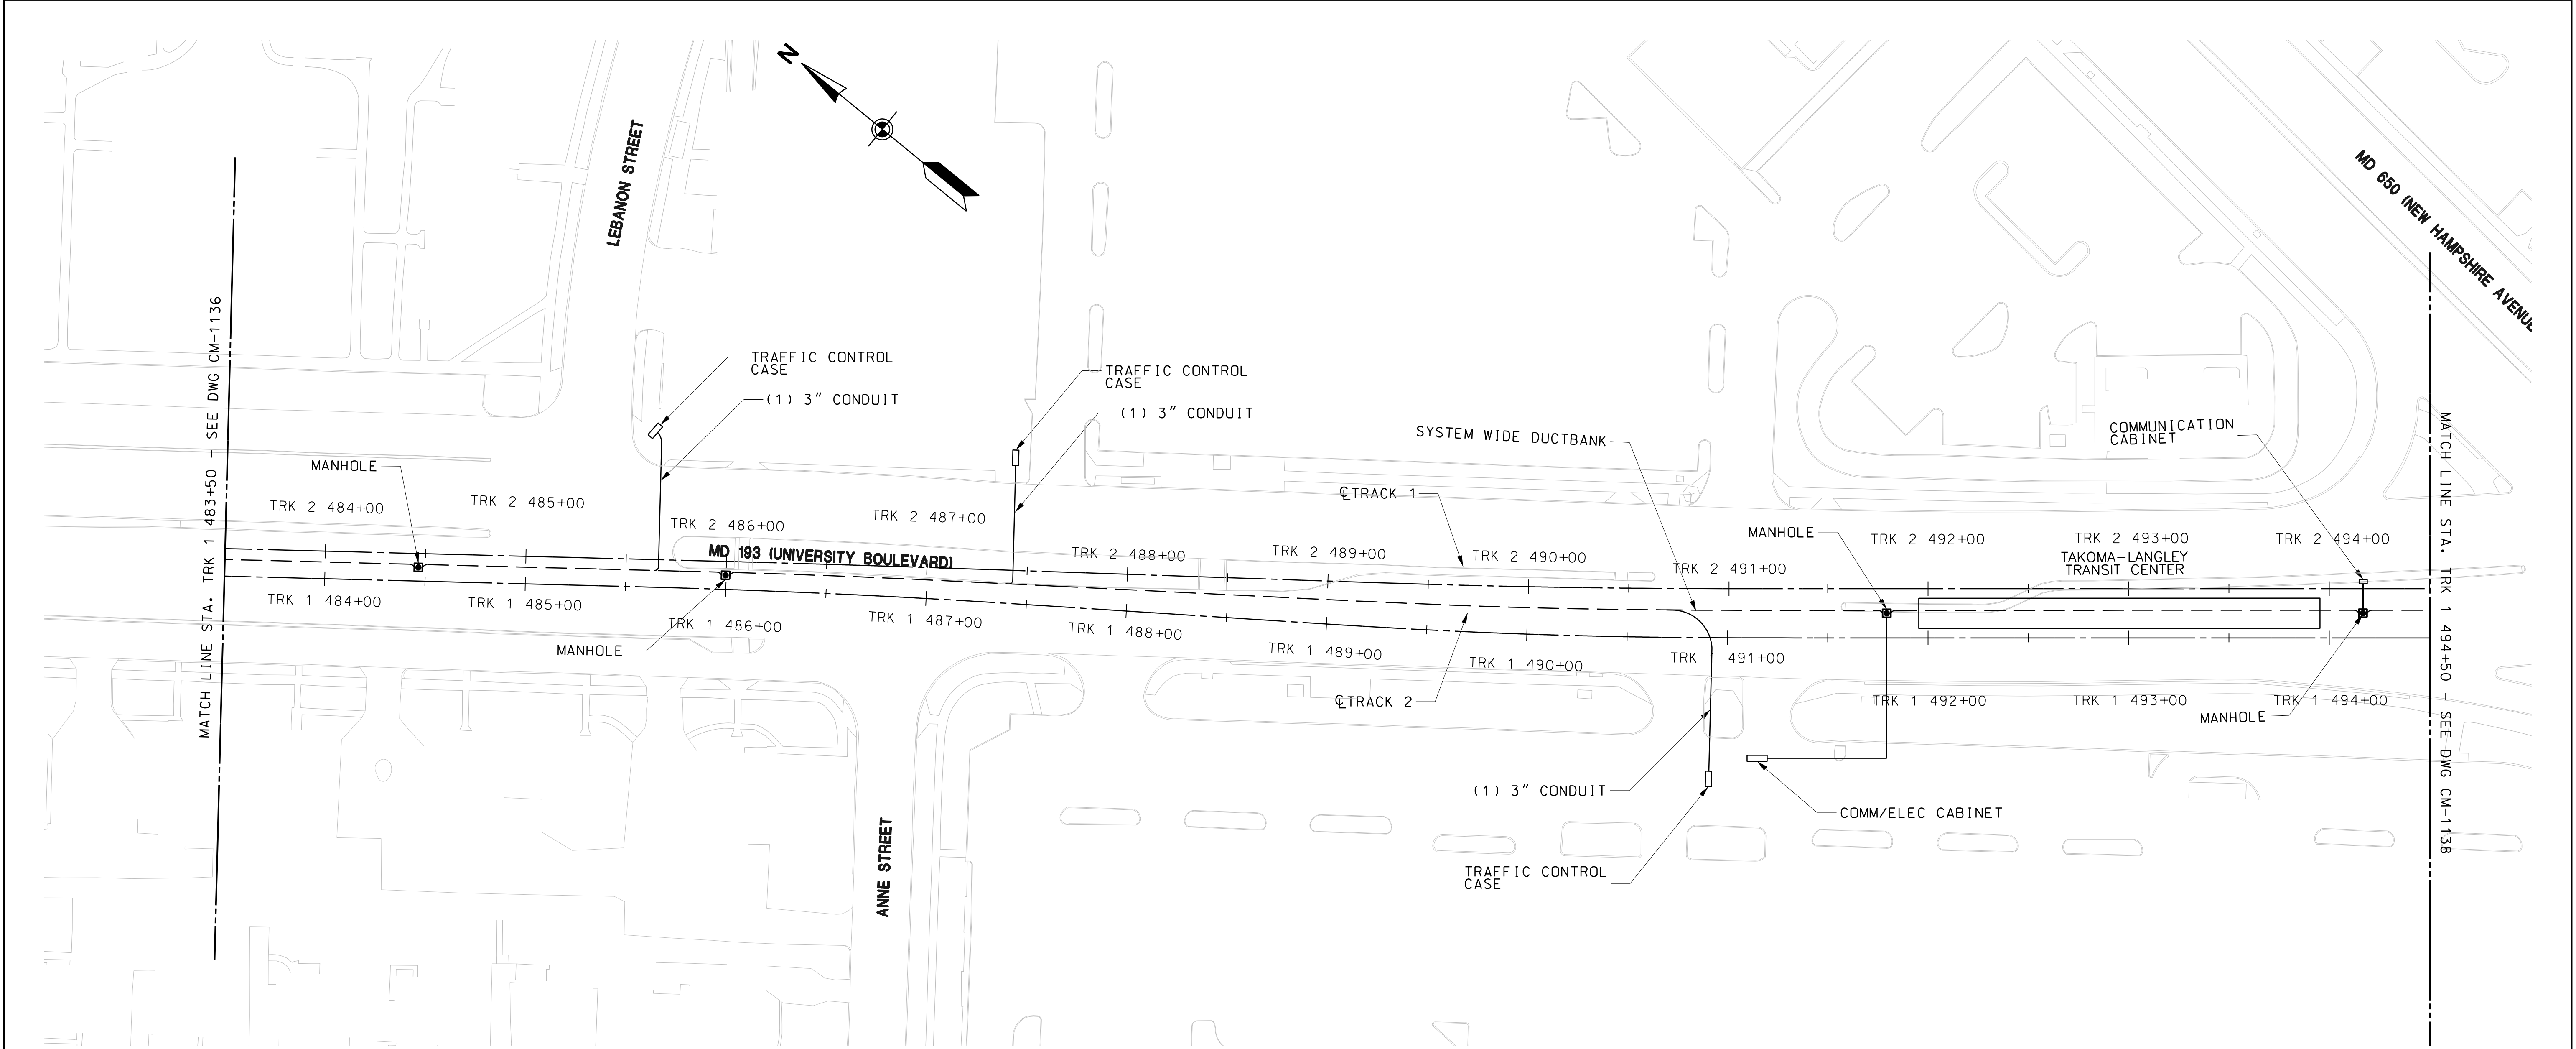 N
LEBANON STREET
MD 650 (NEW HAMPSHIRE AVENUE
MATCH LINE STA. TRK 1 483+50 - SEE DWG CM-1136
TRAFFIC CONTROL
CASE
(1) 3" CONDUIT
TRAFFIC CONTROL
CASE
(1) 3" CONDUIT
SYSTEM WIDE DUCTBANK
COMMUNICATION
CABINET
MATCH LINE STA. TRK 1 494+50 - SEE DWG CM-1138
MANHOLE
℄ TRACK 1
MANHOLE
TRK 2 484+00
TRK 2 485+00
TRK 2 486+00
TRK 2 487+00
TRK 2 488+00
TRK 2 489+00
TRK 2 490+00
TRK 2 491+00
TRK 2 492+00
TRK 2 493+00
TRK 2 494+00
MD 193 (UNIVERSITY BOULEVARD)
TAKOMA-LANGLEY
TRANSIT CENTER
TRK 1 484+00
TRK 1 485+00
TRK 1 486+00
TRK 1 487+00
TRK 1 488+00
TRK 1 489+00
TRK 1 490+00
TRK 1 491+00
TRK 1 492+00
TRK 1 493+00
TRK 1 494+00
MANHOLE
℄ TRACK 2
MANHOLE
(1) 3" CONDUIT
COMM/ELEC CABINET
ANNE STREET
TRAFFIC CONTROL
CASE